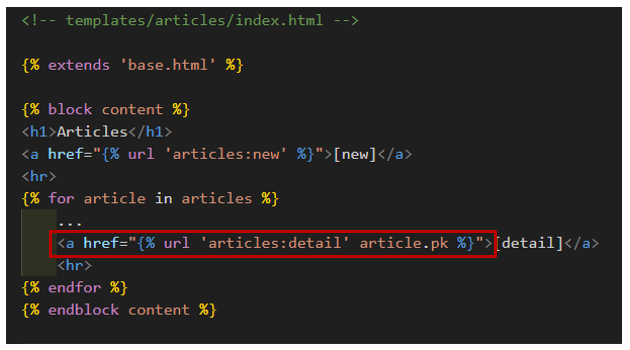 <!-- templates/articles/index.html -->
{% extends 'base.html' %}
{% block content %}
<h1>Articles</h1>
<a href="{% url 'articles:new' %}">[new]</a>
<hr>
{% for article in articles %}
...
<a href="{% url 'articles:detail' article.pk %}">[detail]</a>
<hr>
{% endfor %}
{% endblock content %}